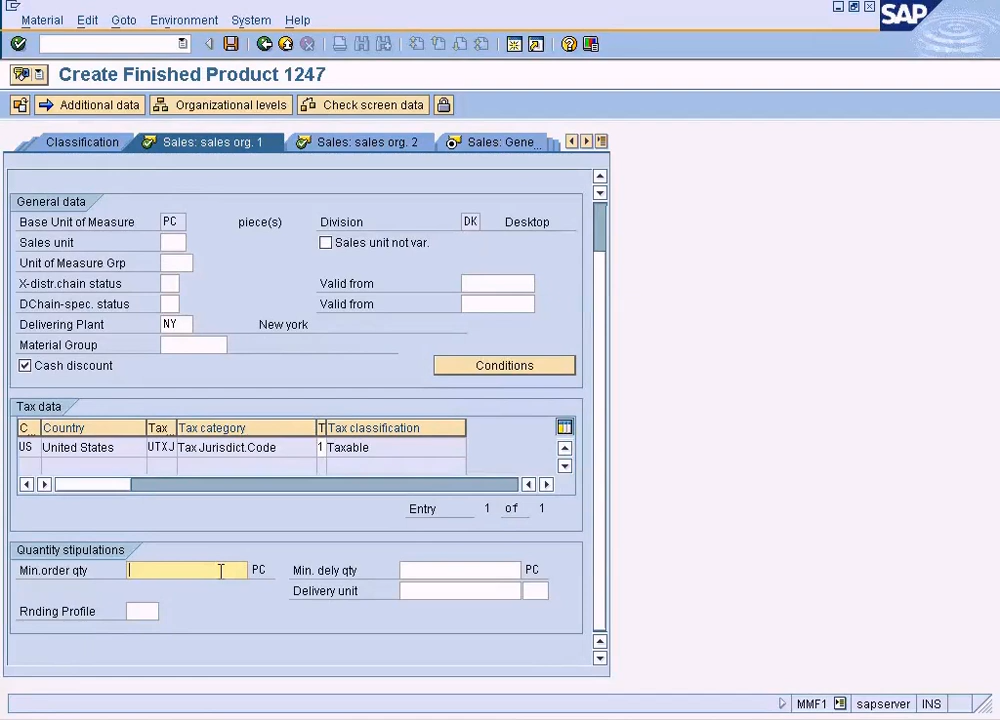 Material Edit Goto Environment System Help
SAP
Create Finished Product 1247
Additional data Organizational levels Check screen data
Classification Sales: sales org. 1 Sales: sales org. 2 Sales: Gene...
General data
Base Unit of Measure PC piece(s) Division DK Desktop
Sales unit Sales unit not var.
Unit of Measure Grp
X-distr.chain status Valid from
DChain-spec. status Valid from
Delivering Plant NY New york
Material Group
Cash discount Conditions
Tax data
C... Country Tax... Tax category T Tax classification
US United States UTXJ Tax Jurisdict.Code 1 Taxable
Entry 1 of 1
Quantity stipulations
Min.order qty PC Min. dely qty PC
Delivery unit
Rnding Profile
MMF1 sapserver INS